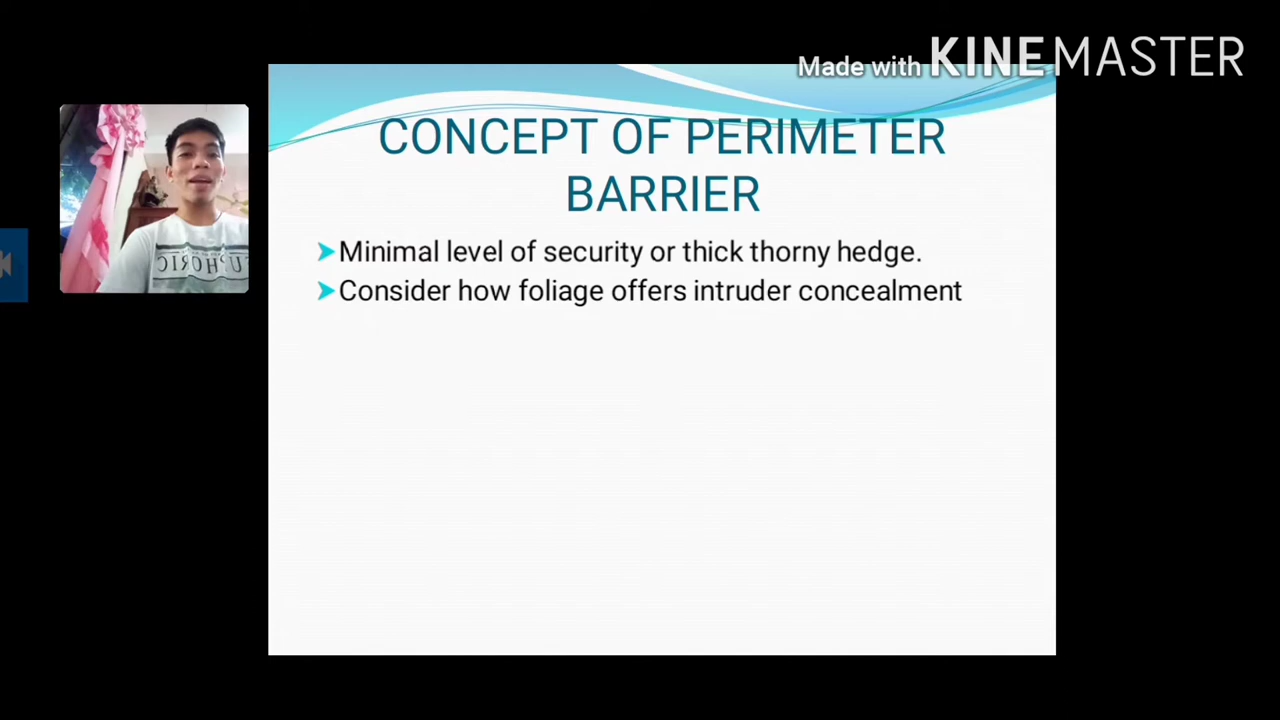 Made with KINEMASTER
CONCEPT OF PERIMETER
BARRIER
Minimal level of security or thick thorny hedge.
Consider how foliage offers intruder concealment
EUPHORIC